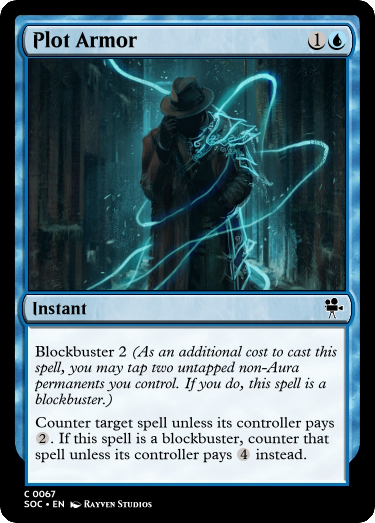 Plot Armor 1
Instant
Blockbuster 2 (As an additional cost to cast this
spell, you may tap two untapped non-Aura
permanents you control. If you do, this spell is a
blockbuster.)
Counter target spell unless its controller pays
2. If this spell is a blockbuster, counter that
spell unless its controller pays 4 instead.
C 0067
SOC • EN Rayven Studios